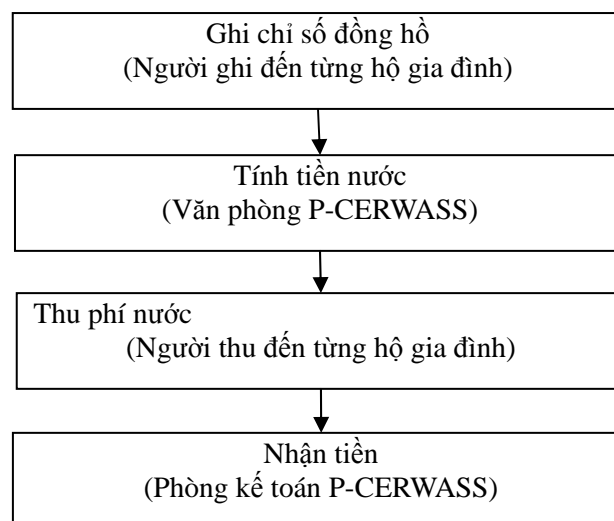 Ghi chỉ số đồng hồ
(Người ghi đến từng hộ gia đình)
Tính tiền nước
(Văn phòng P-CERWASS)
Thu phí nước
(Người thu đến từng hộ gia đình)
Nhận tiền
(Phòng kế toán P-CERWASS)